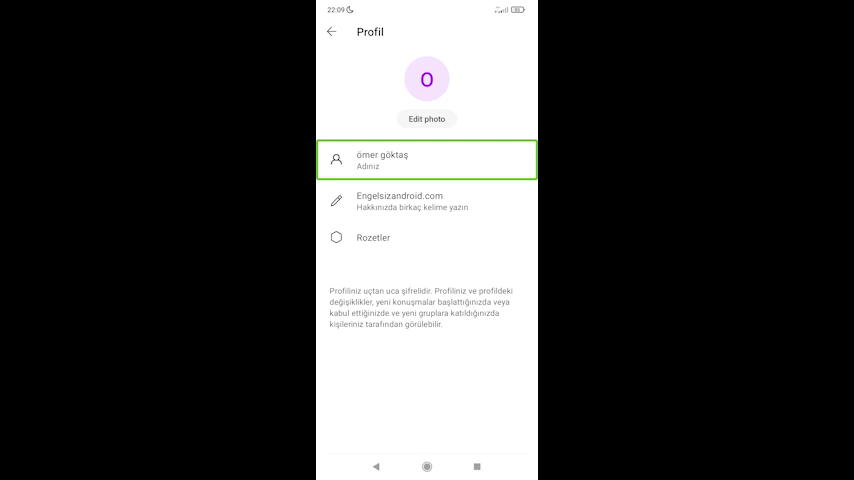 22:09
Profil
O
Edit photo
ömer göktaş
Adınız
Engelsizandroid.com
Hakkınızda birkaç kelime yazın
Rozetler
Profiliniz uçtan uca şifrelidir. Profiliniz ve profildeki
değişiklikler, yeni konuşmalar başlattığınızda veya
kabul ettiğinizde ve yeni gruplara katıldığınızda
kişileriniz tarafından görülebilir.